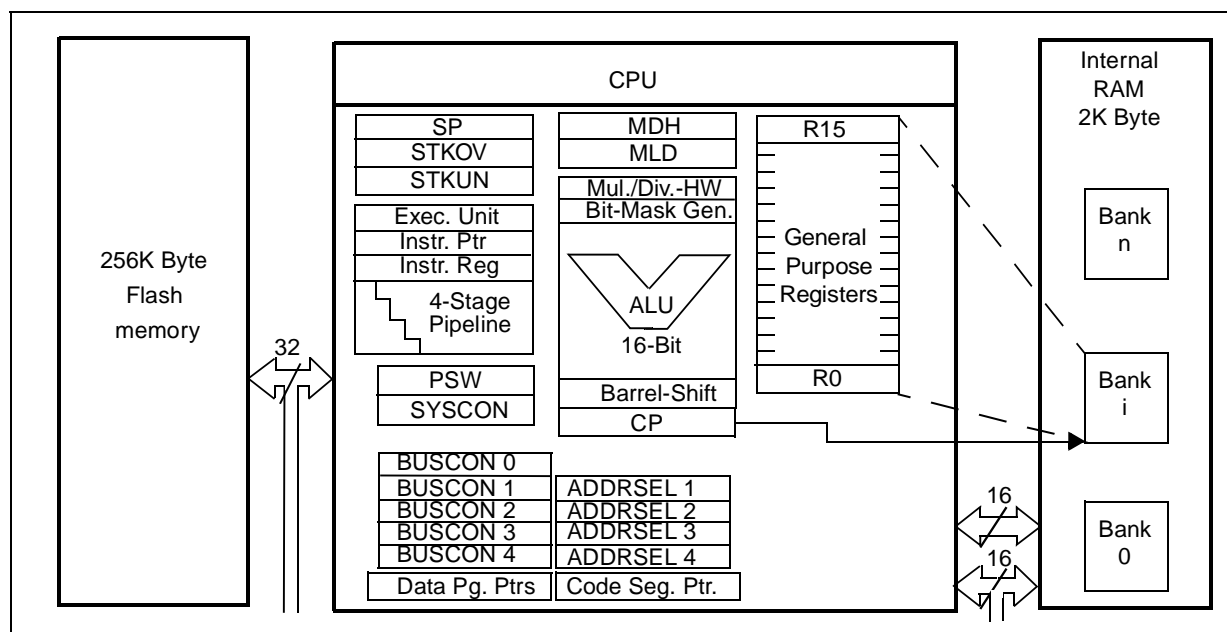 256K Byte
Flash
memory
32
CPU
SP
STKOV
STKUN
Exec. Unit
Instr. Ptr
Instr. Reg
4-Stage
Pipeline
PSW
SYSCON
BUSCON 0
BUSCON 1
BUSCON 2
BUSCON 3
BUSCON 4
Data Pg. Ptrs
MDH
MLD
Mul./Div.-HW
Bit-Mask Gen.
ALU
16-Bit
Barrel-Shift
CP
ADDRSEL 1
ADDRSEL 2
ADDRSEL 3
ADDRSEL 4
Code Seg. Ptr.
R15
General
Purpose
Registers
R0
16
16
Internal
RAM
2K Byte
Bank
n
Bank
i
Bank
0